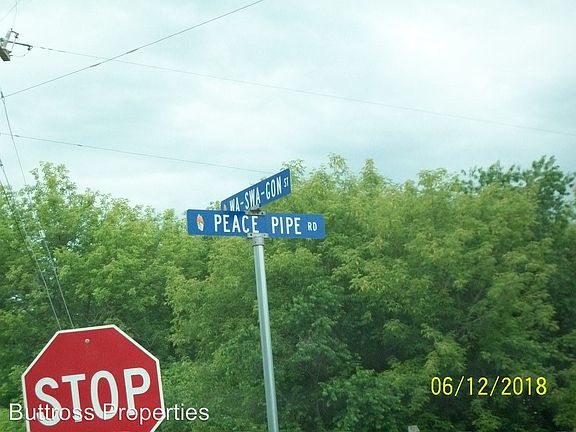 WA-SWA-GON ST
PEACE PIPE RD
STOP
06/12/2018
Buttross Properties